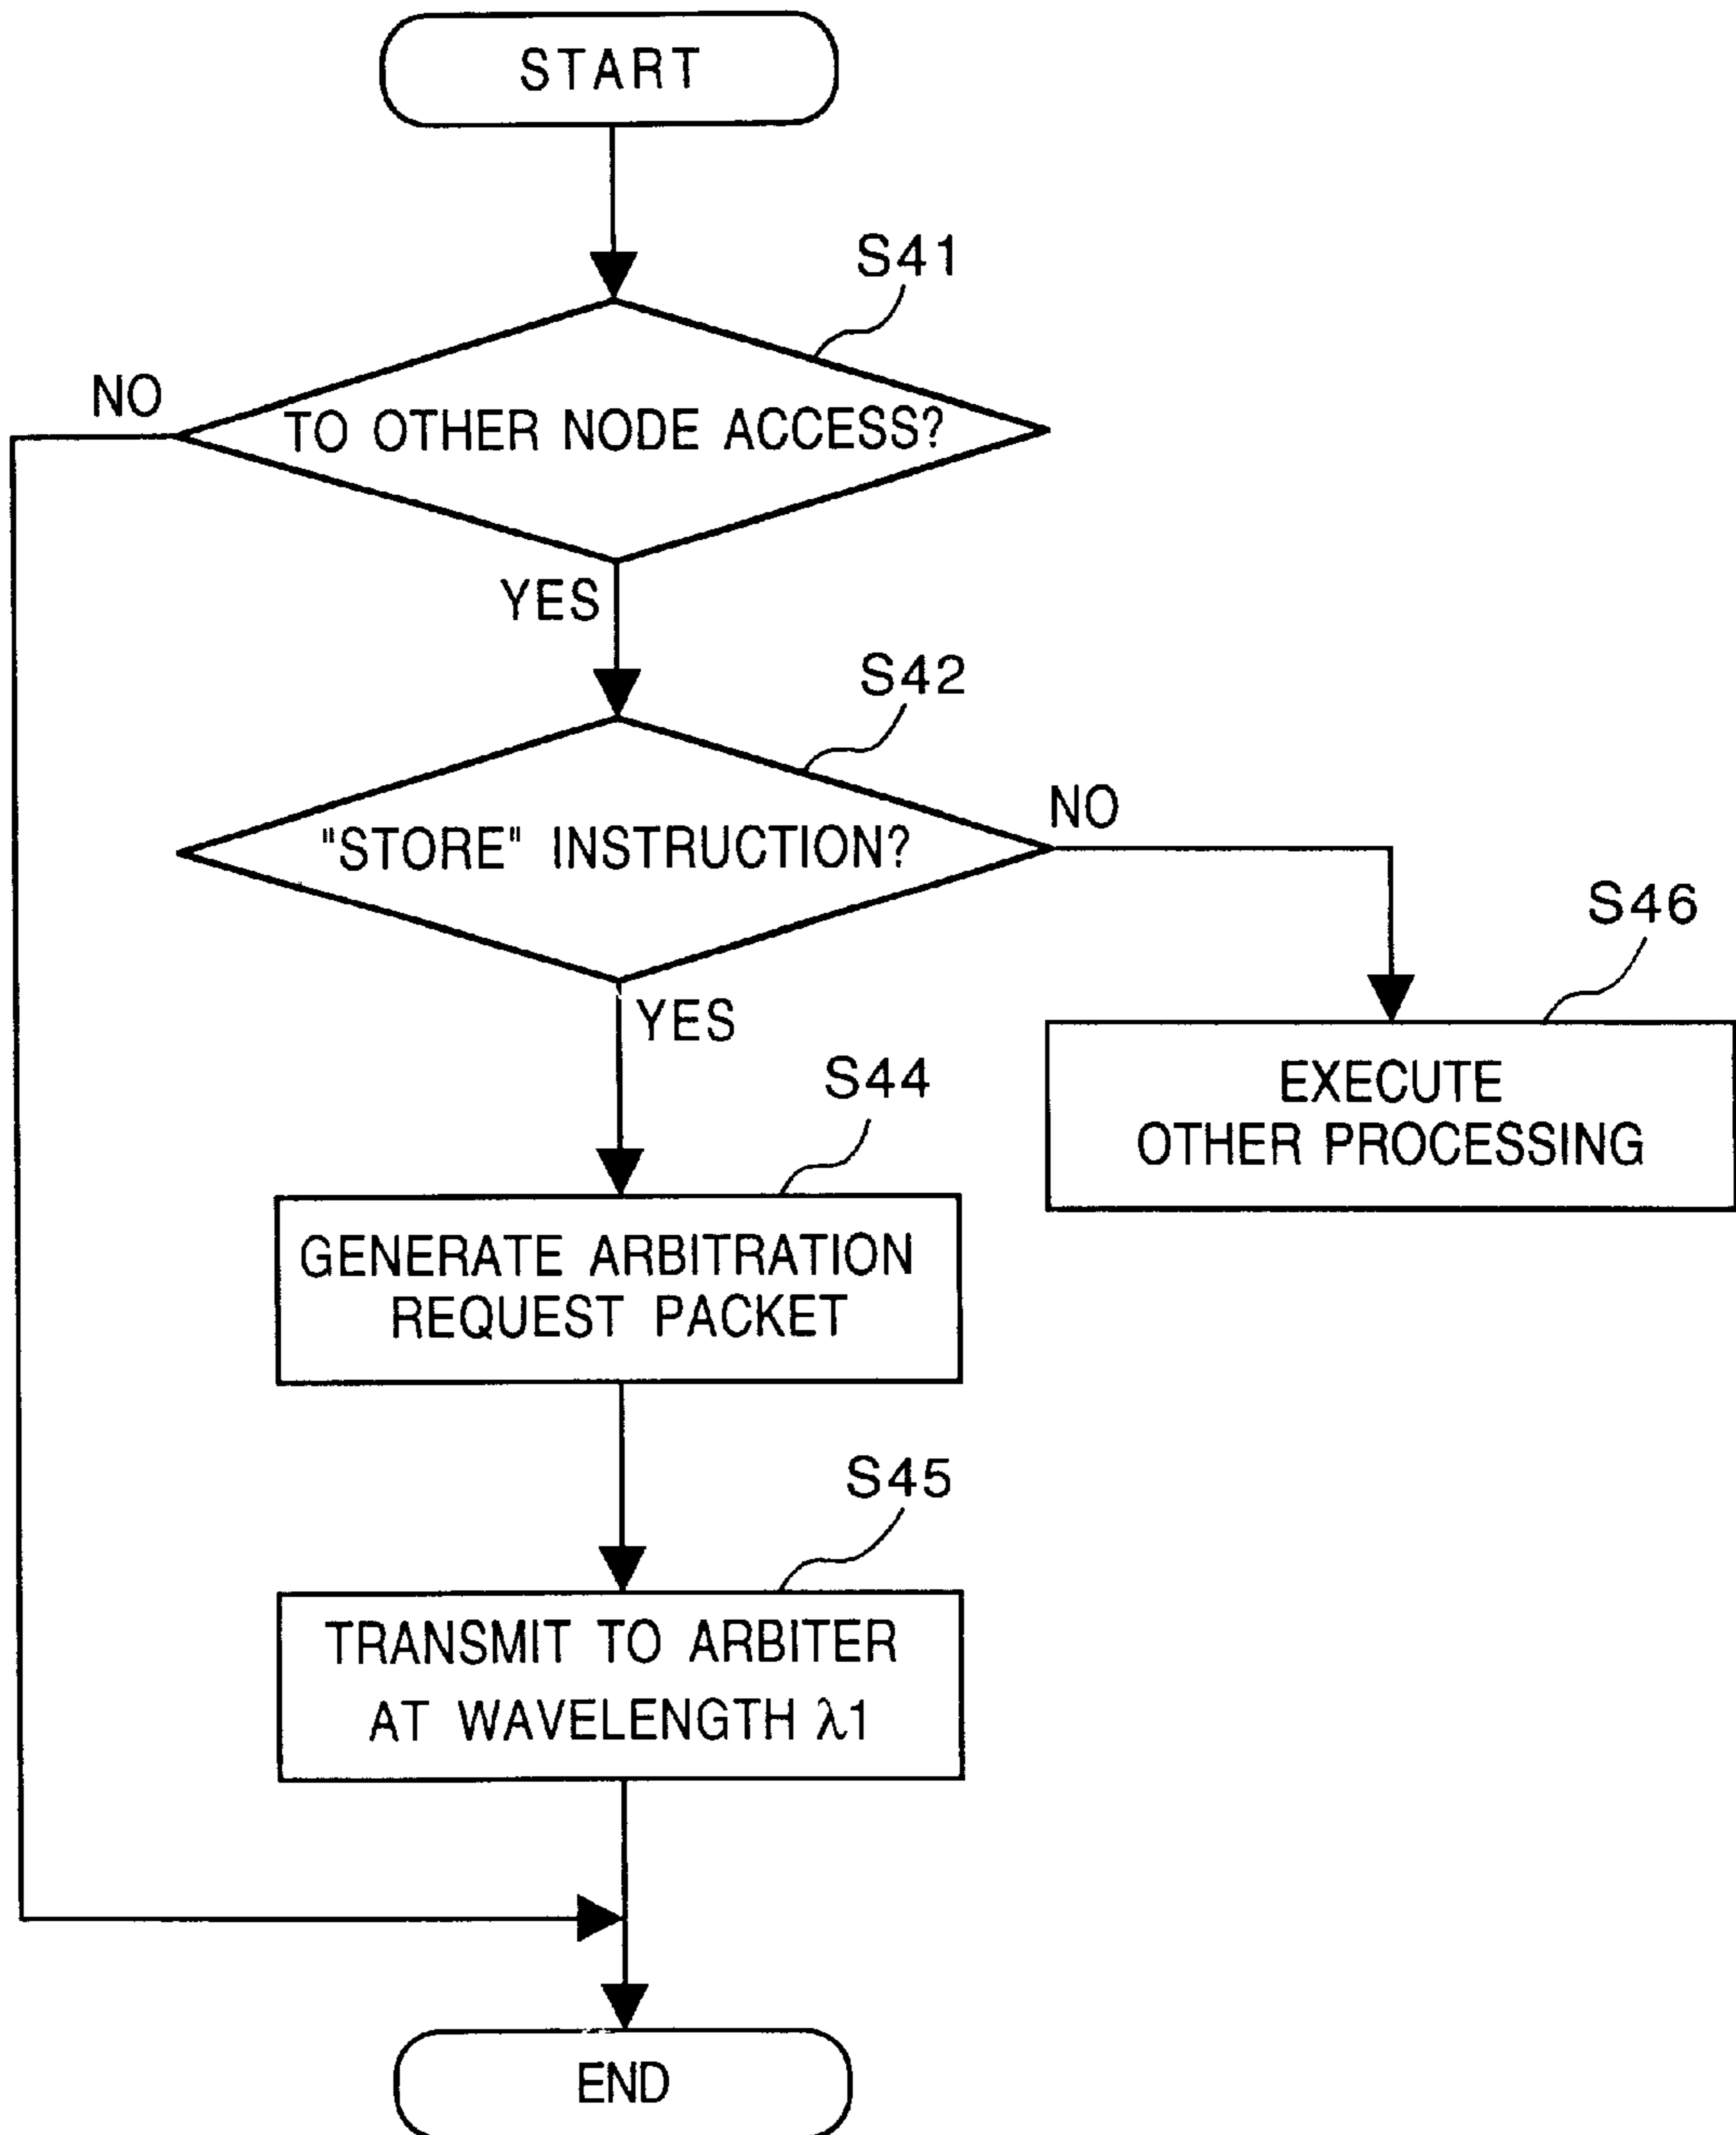 START
S41
NO
TO OTHER NODE ACCESS?
YES
S42
NO
"STORE" INSTRUCTION?
S46
YES
EXECUTE
OTHER PROCESSING
S44
GENERATE ARBITRATION
REQUEST PACKET
S45
TRANSMIT TO ARBITER
AT WAVELENGTH λ1
END